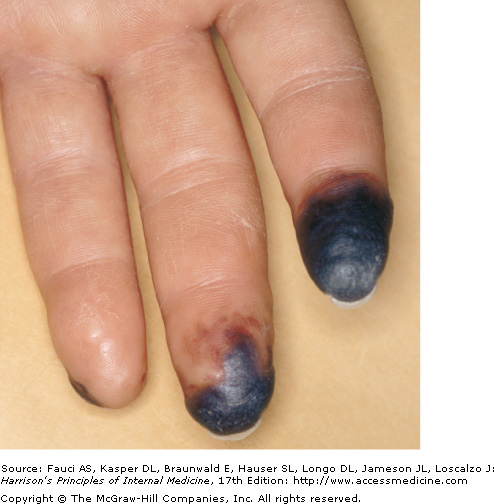 Source: Fauci AS, Kasper DL, Braunwald E, Hauser SL, Longo DL, Jameson JL, Loscalzo J:
Harrison's Principles of Internal Medicine, 17th Edition: http://www.accessmedicine.com
Copyright © The McGraw-Hill Companies, Inc. All rights reserved.